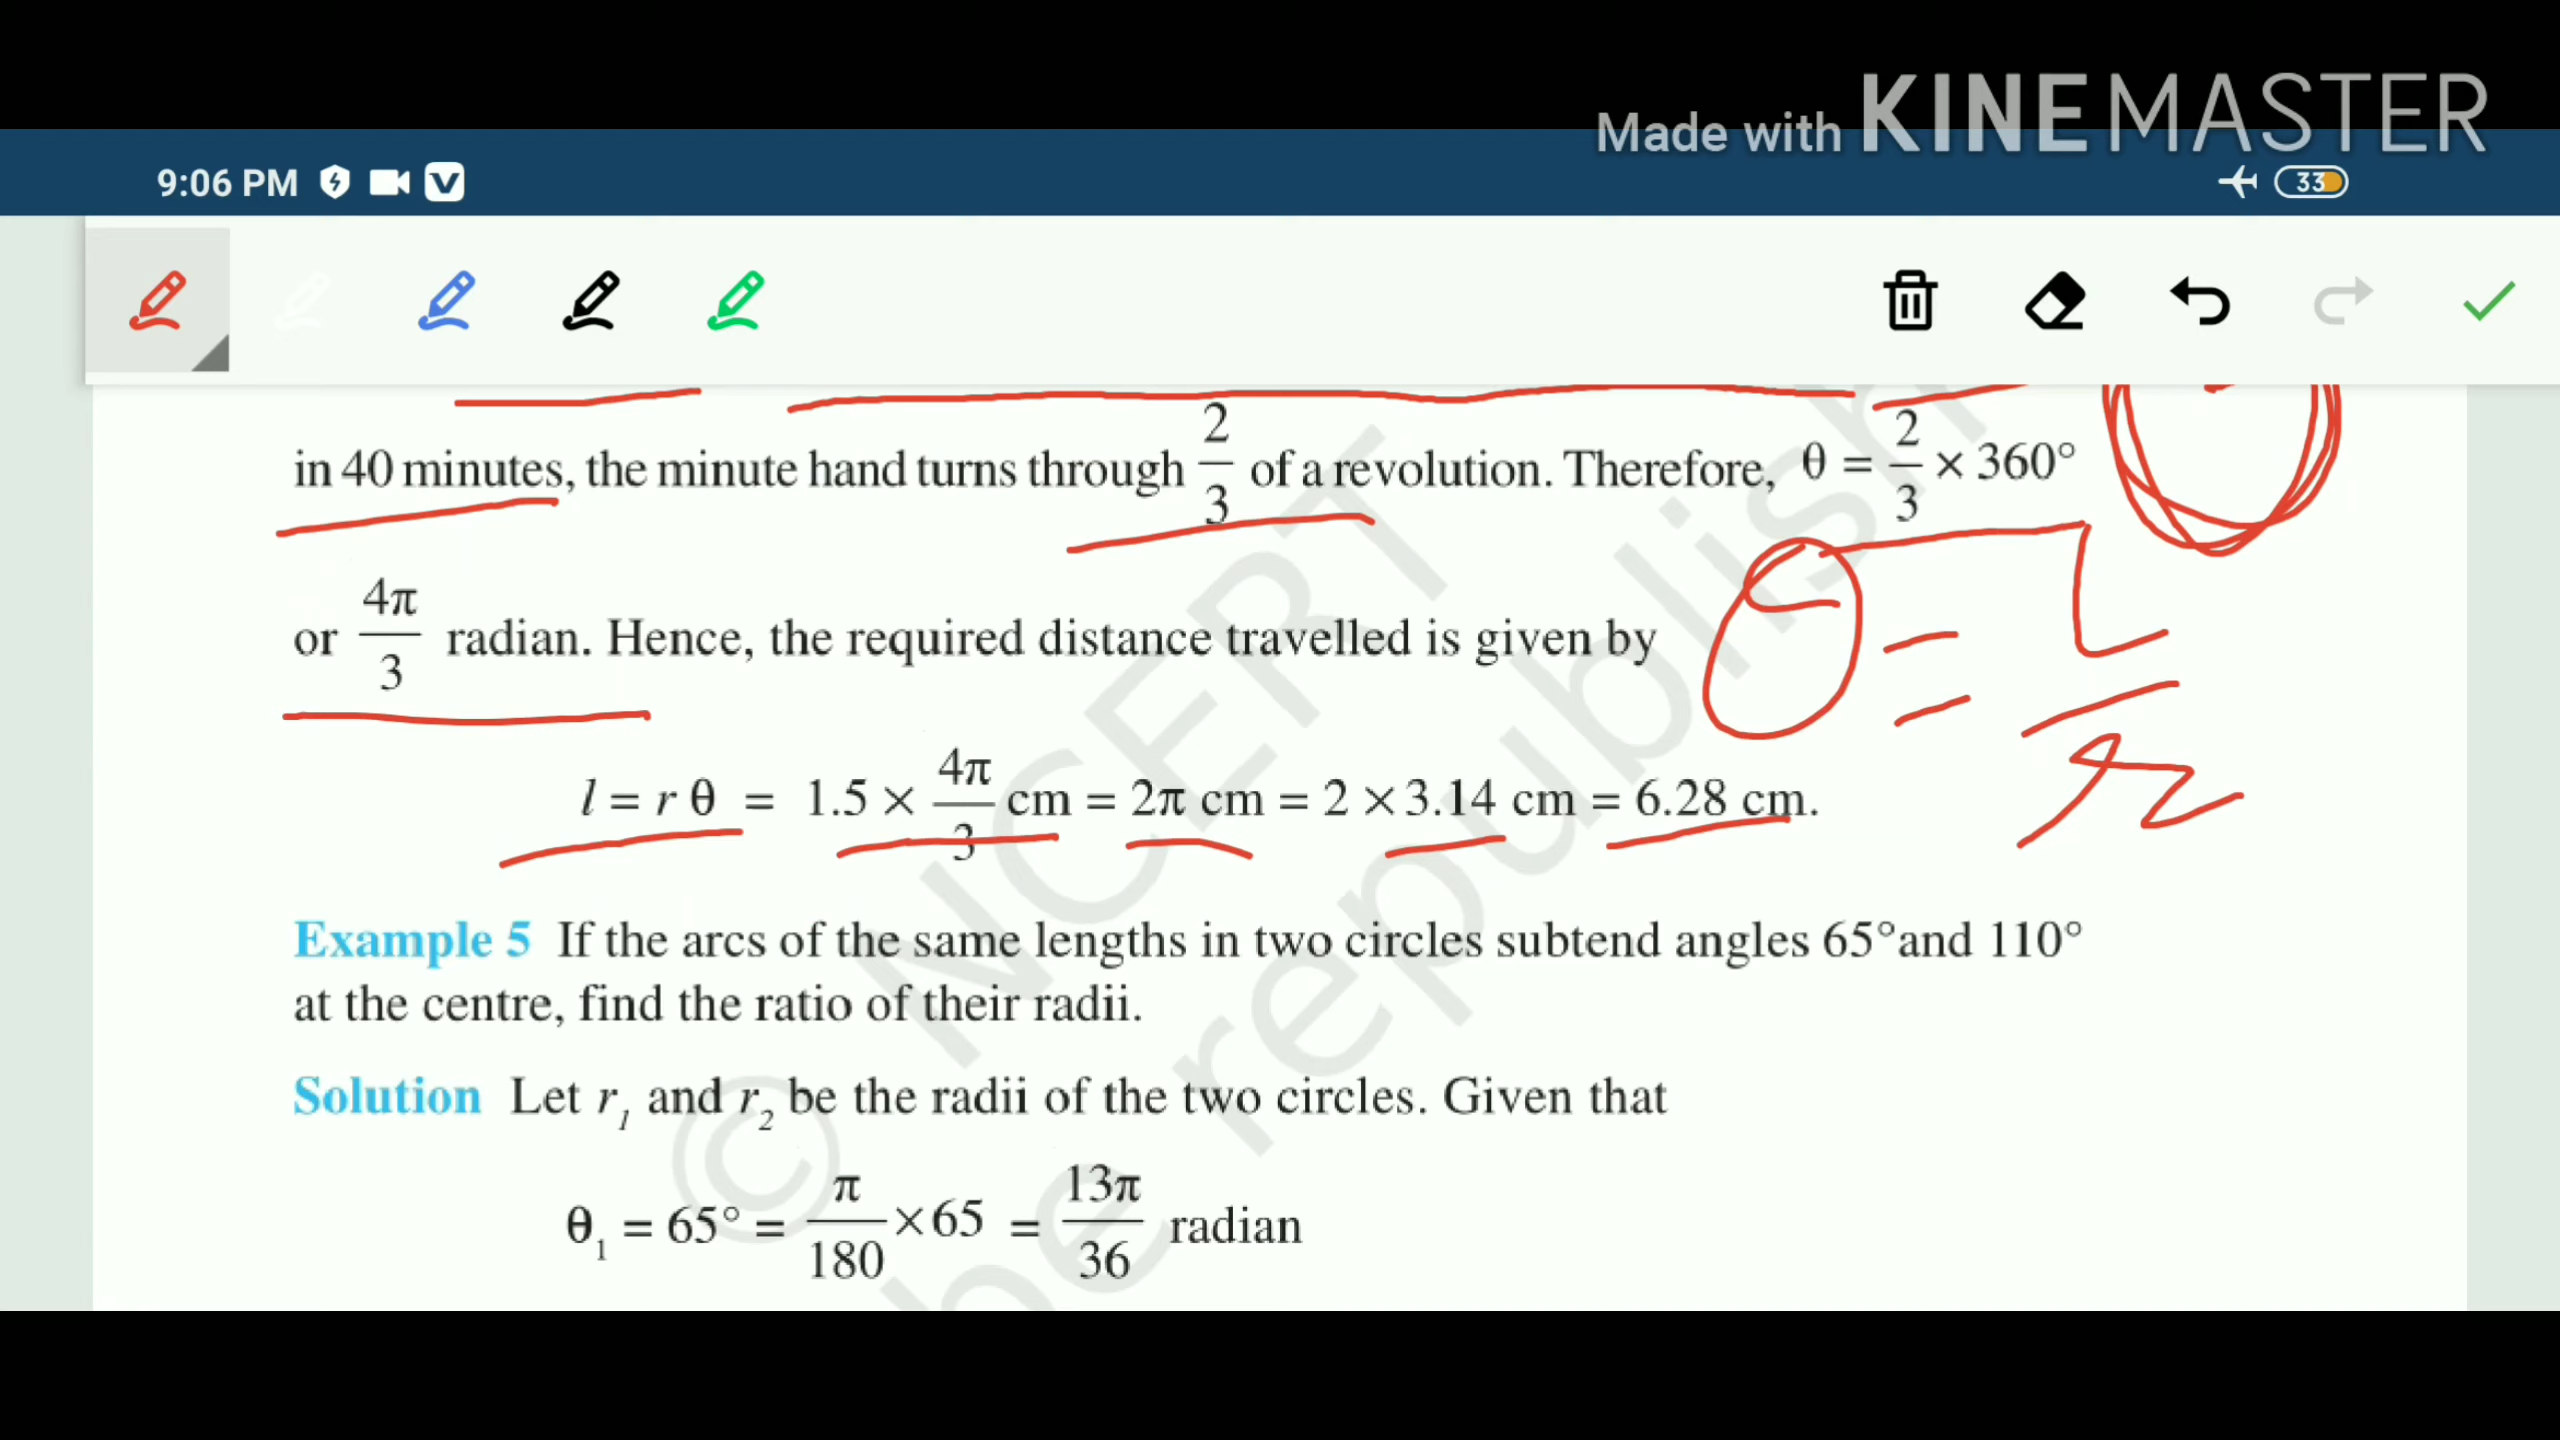 Made with KINEMASTER
9:06 PM
33
in 40 minutes, the minute hand turns through 2/3 of a revolution. Therefore, θ = 2/3 × 360°
or 4π/3 radian. Hence, the required distance travelled is given by
θ = l/r
l = r θ = 1.5 × 4π/3 cm = 2π cm = 2 × 3.14 cm = 6.28 cm.
Example 5 If the arcs of the same lengths in two circles subtend angles 65°and 110°
at the centre, find the ratio of their radii.
Solution Let r₁ and r₂ be the radii of the two circles. Given that
θ₁ = 65° = π/180 × 65 = 13π/36 radian
© NCERT
be republish